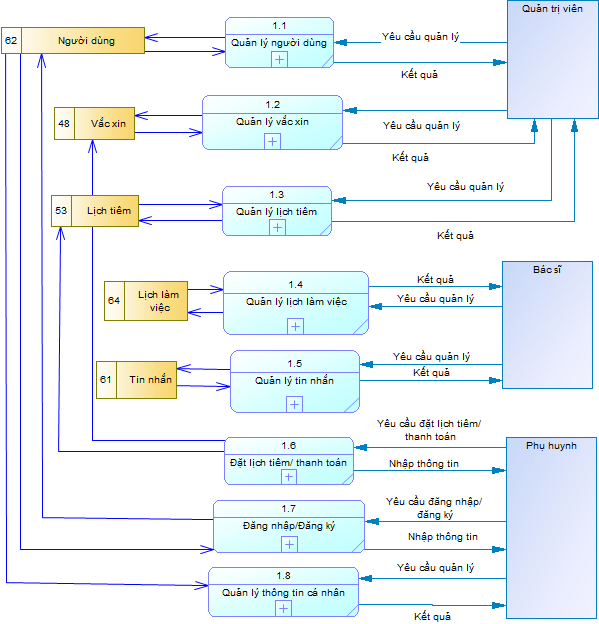 Quản trị viên
1.1
Quản lý người dùng
62
Người dùng
Yêu cầu quản lý
Kết quả
1.2
Quản lý vắc xin
48
Vắc xin
Yêu cầu quản lý
Kết quả
1.3
Quản lý lịch tiêm
53
Lịch tiêm
Yêu cầu quản lý
Kết quả
Bác sĩ
1.4
Quản lý lịch làm việc
64
Lịch làm
việc
Kết quả
Yêu cầu quản lý
1.5
Quản lý tin nhắn
61
Tin nhắn
Yêu cầu quản lý
Kết quả
Phụ huynh
1.6
Đặt lịch tiêm/ thanh toán
Yêu cầu đặt lịch tiêm/
thanh toán
Nhập thông tin
1.7
Đăng nhập/Đăng ký
Yêu cầu đăng nhập/
đăng ký
Nhập thông tin
1.8
Quản lý thông tin cá nhân
Yêu cầu quản lý
Kết quả